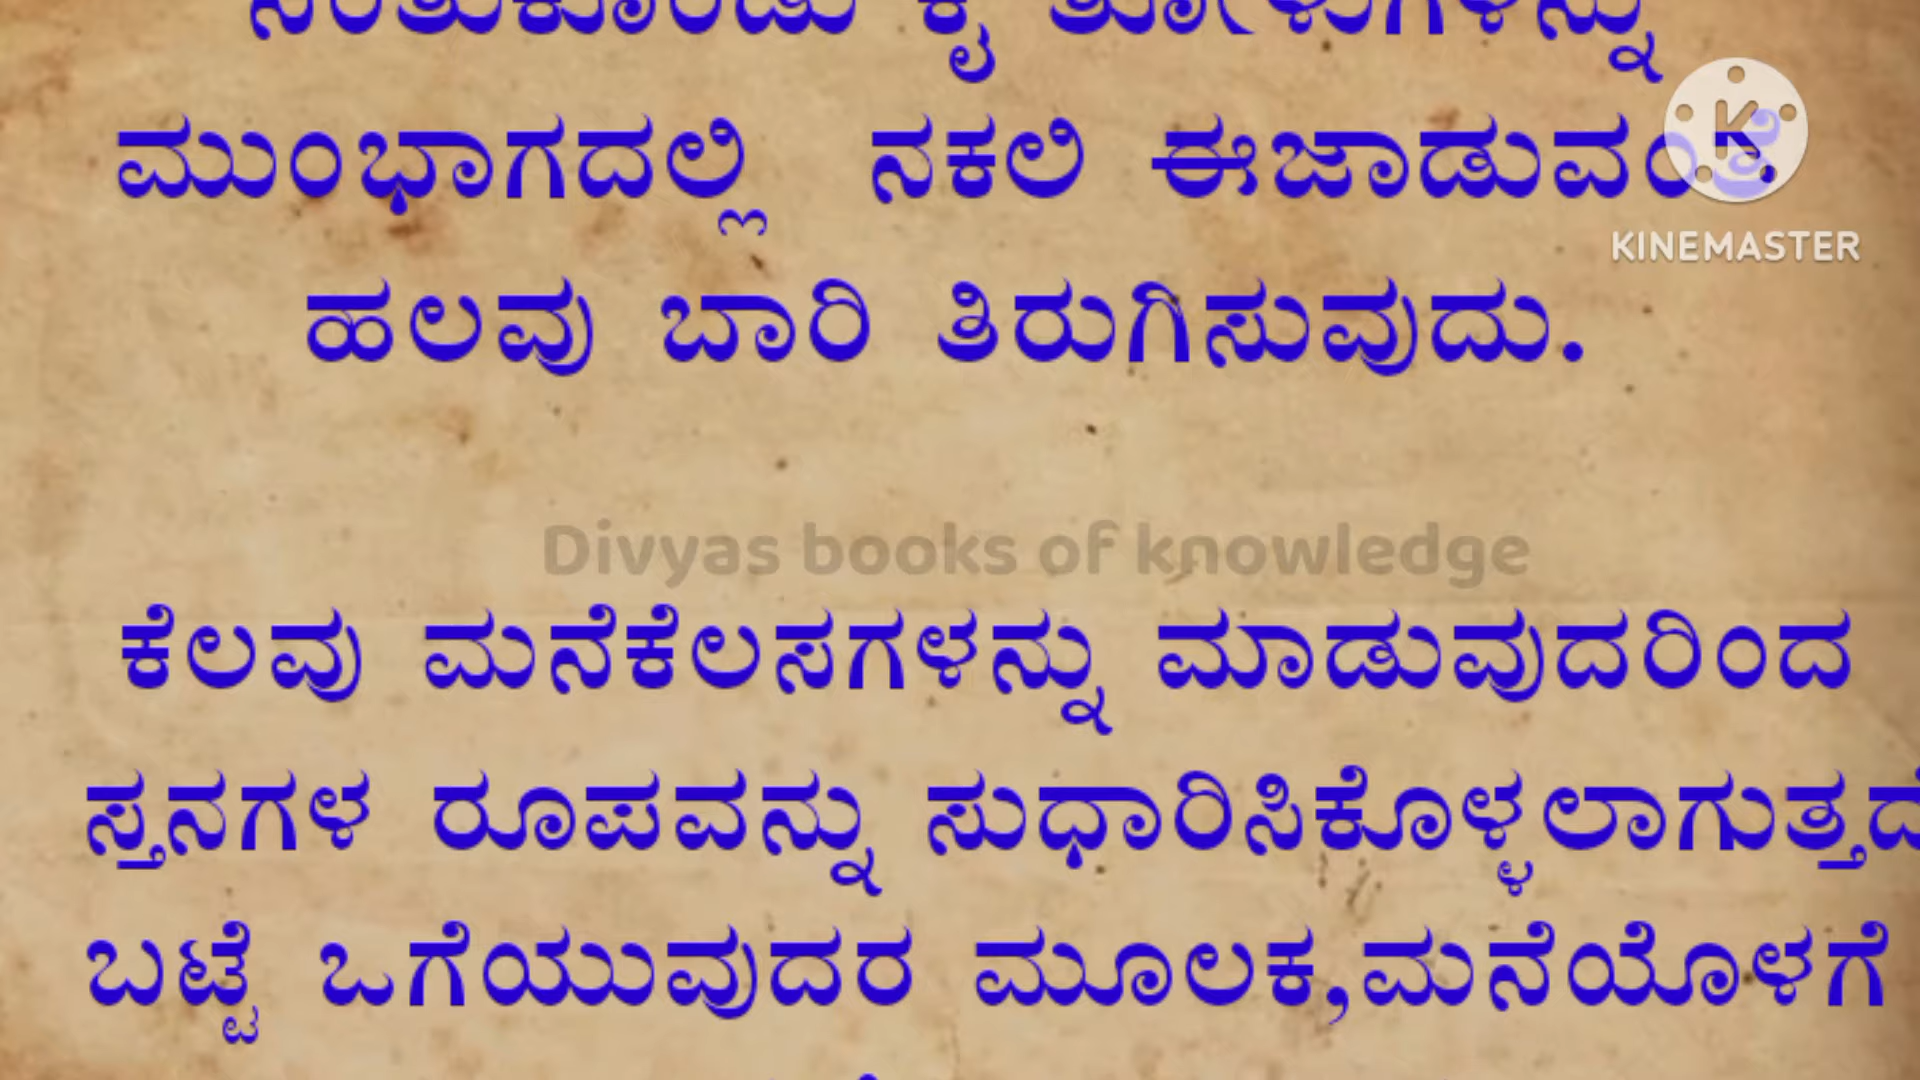 ನಿಂತುಕೊಂಡು ಕೈ ತೋಳುಗಳನ್ನು
ಮುಂಭಾಗದಲ್ಲಿ ನಕಲಿ ಈಜಾಡುವಂತೆ
KINEMASTER
ಹಲವು ಬಾರಿ ತಿರುಗಿಸುವುದು.
Divyas books of knowledge
ಕೆಲವು ಮನೆಕೆಲಸಗಳನ್ನು ಮಾಡುವುದರಿಂದ
ಸ್ತನಗಳ ರೂಪವನ್ನು ಸುಧಾರಿಸಿಕೊಳ್ಳಲಾಗುತ್ತದೆ
ಬಟ್ಟೆ ಒಗೆಯುವುದರ ಮೂಲಕ,ಮನೆಯೊಳಗೆ